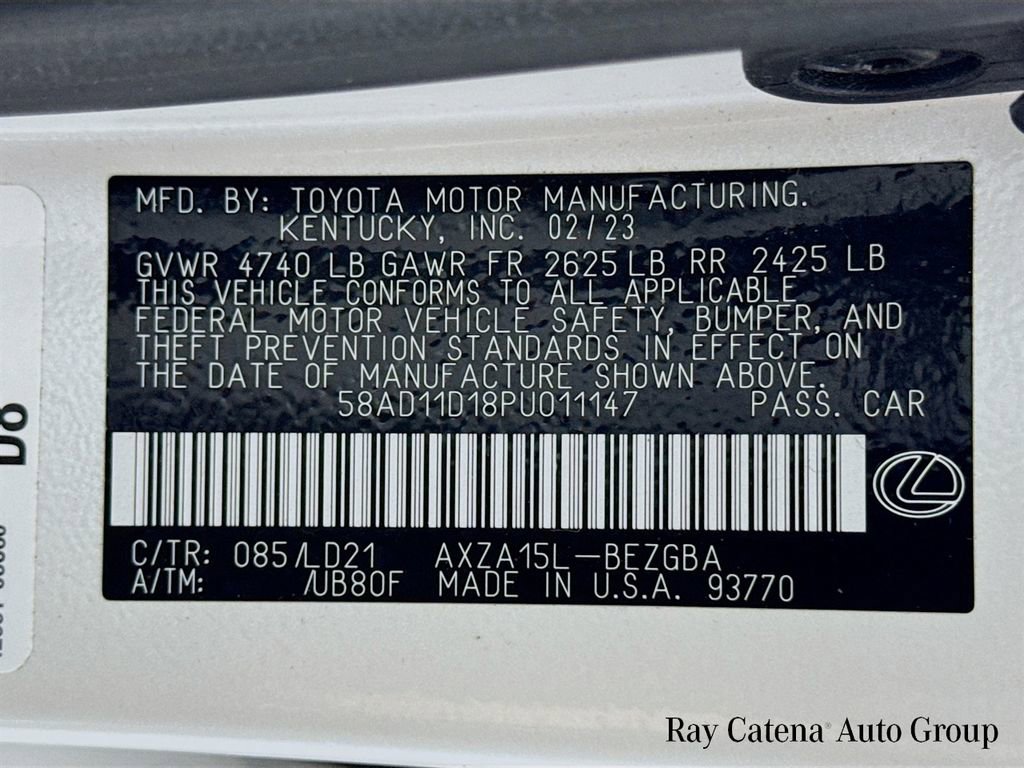 MFD. BY: TOYOTA MOTOR MANUFACTURING.
KENTUCKY, INC. 02/23
GVWR 4740 LB GAWR FR 2625 LB RR 2425 LB
THIS VEHICLE CONFORMS TO ALL APPLICABLE
FEDERAL MOTOR VEHICLE SAFETY, BUMPER, AND
THEFT PREVENTION STANDARDS IN EFFECT ON
THE DATE OF MANUFACTURE SHOWN ABOVE.
58AD11D18PU011147 PASS. CAR
C/TR: 085/LD21 AXZA15L-BEZGBA
A/TM: /UB80F MADE IN U.S.A. 93770
D8
Ray Catena® Auto Group